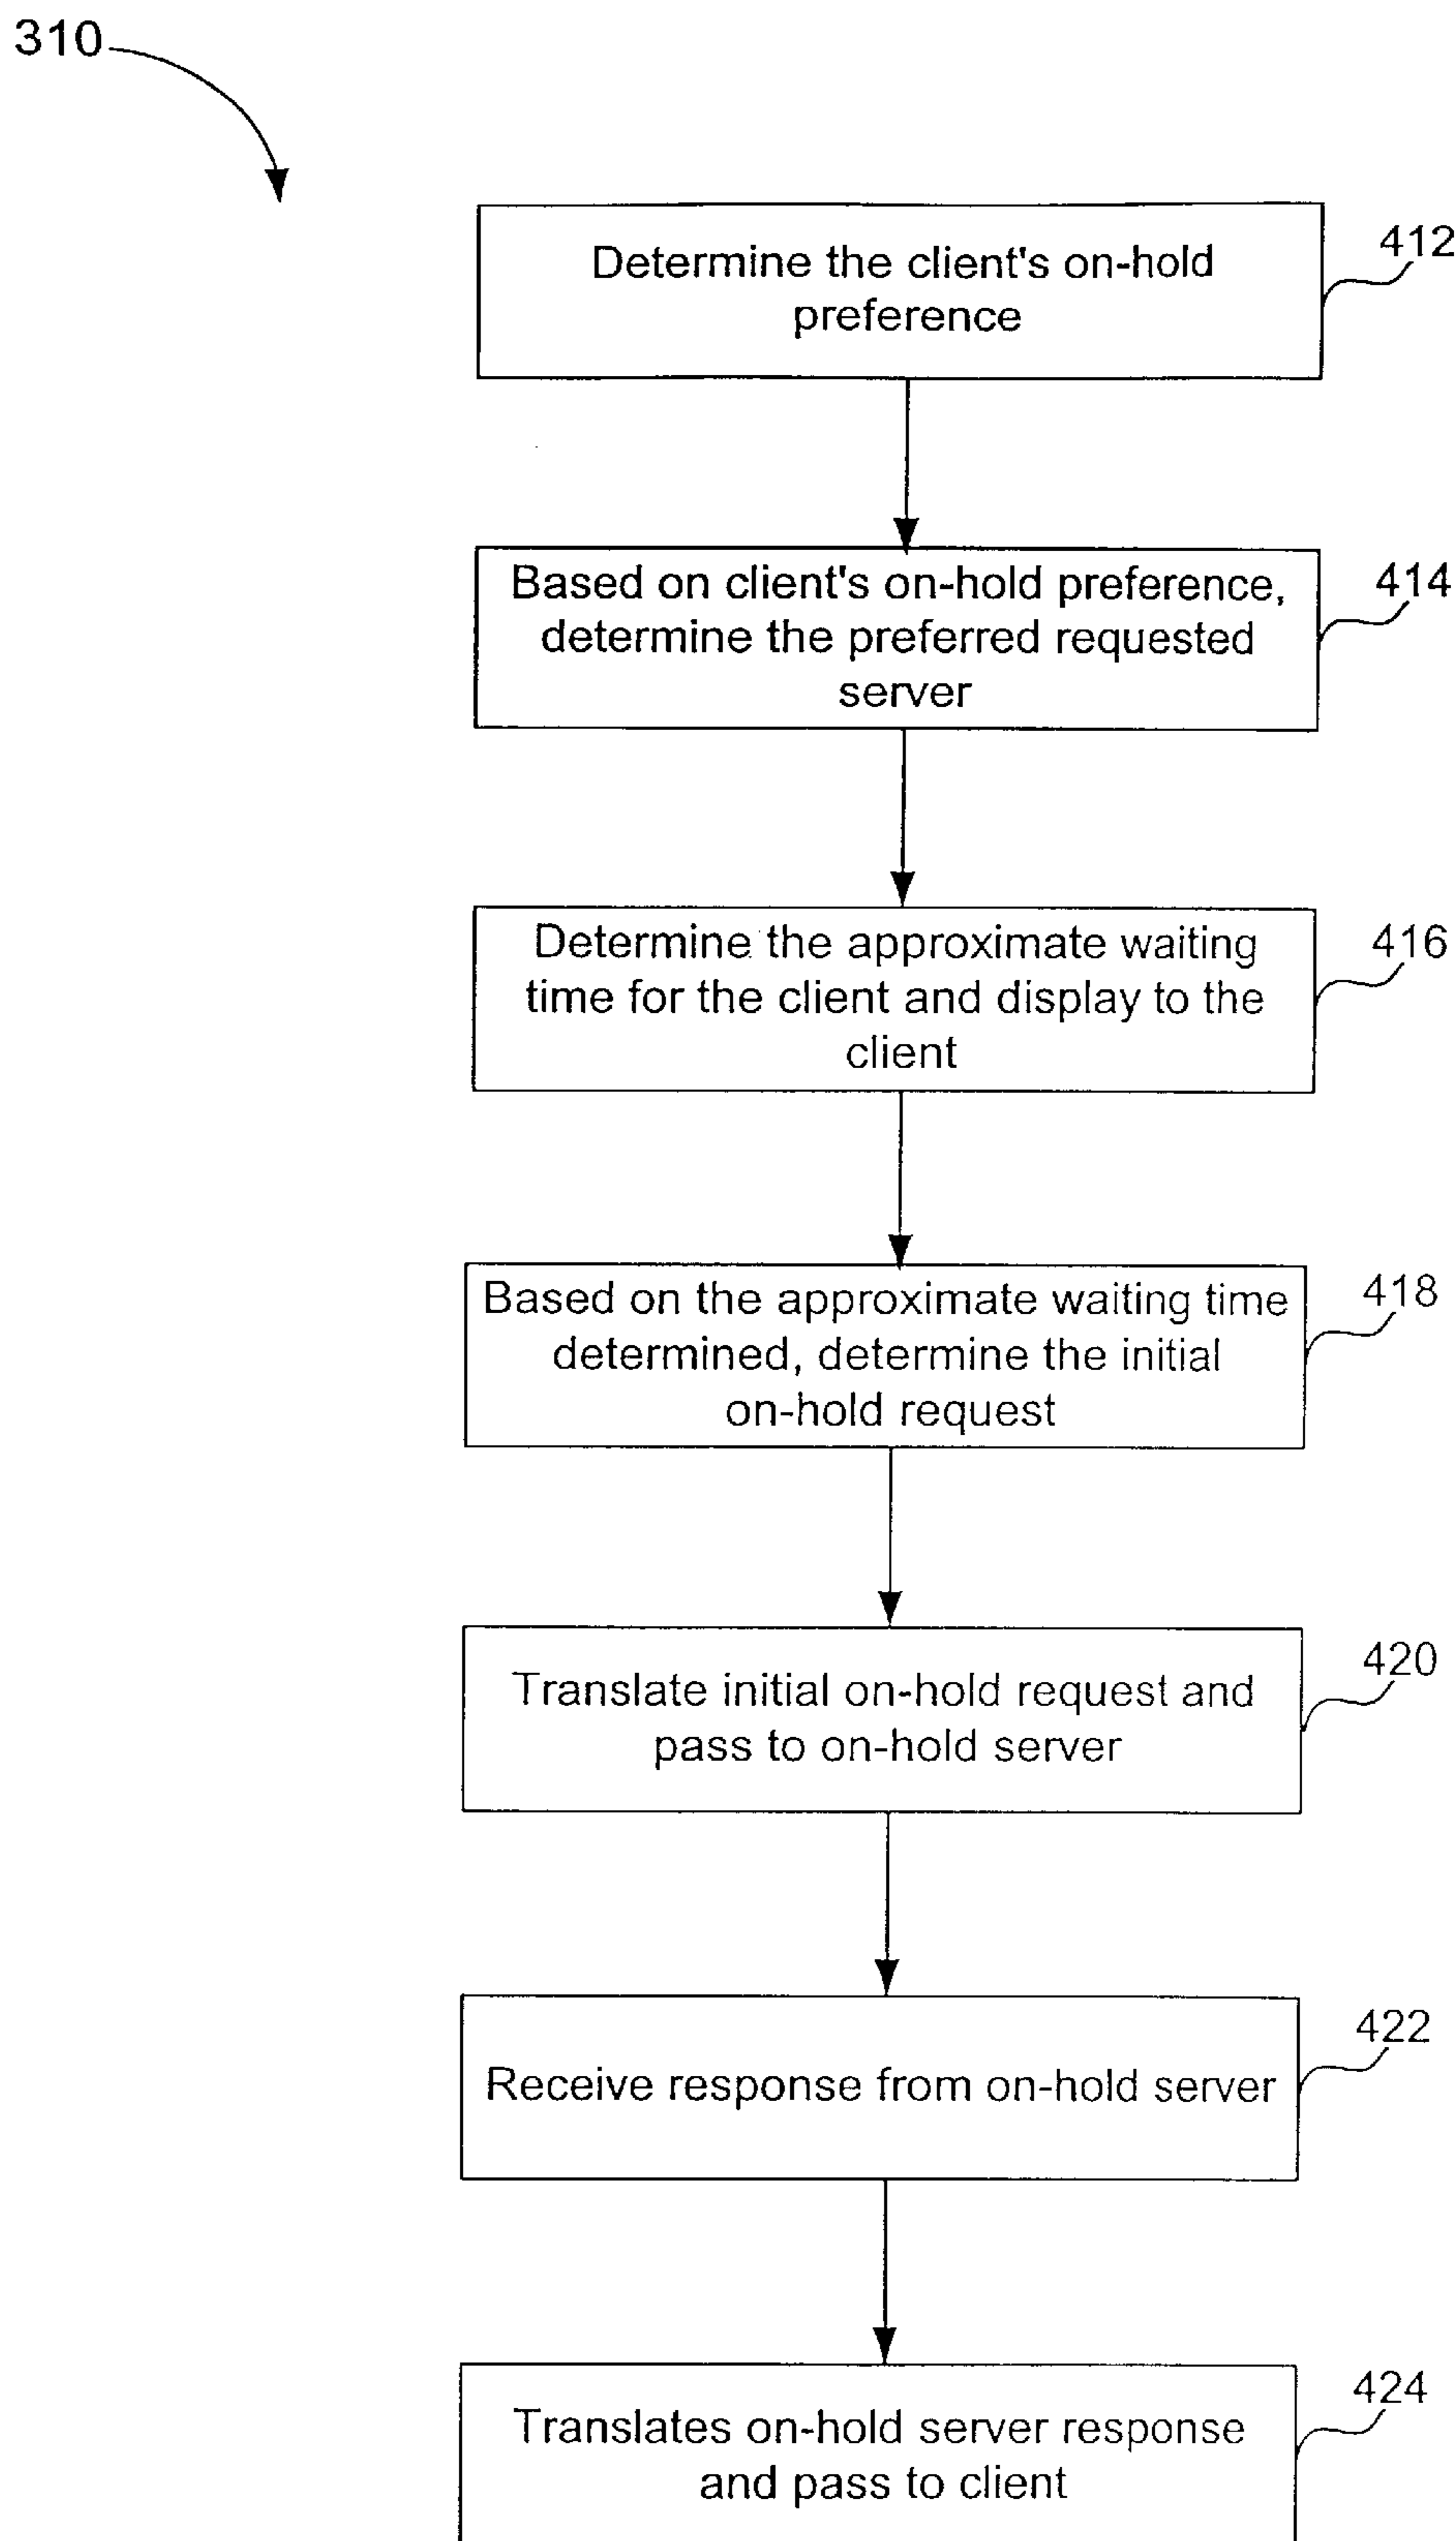 310
Determine the client's on-hold
preference
412
Based on client's on-hold preference,
determine the preferred requested
server
414
Determine the approximate waiting
time for the client and display to the
client
416
Based on the approximate waiting time
determined, determine the initial
on-hold request
418
Translate initial on-hold request and
pass to on-hold server
420
Receive response from on-hold server
422
Translates on-hold server response
and pass to client
424